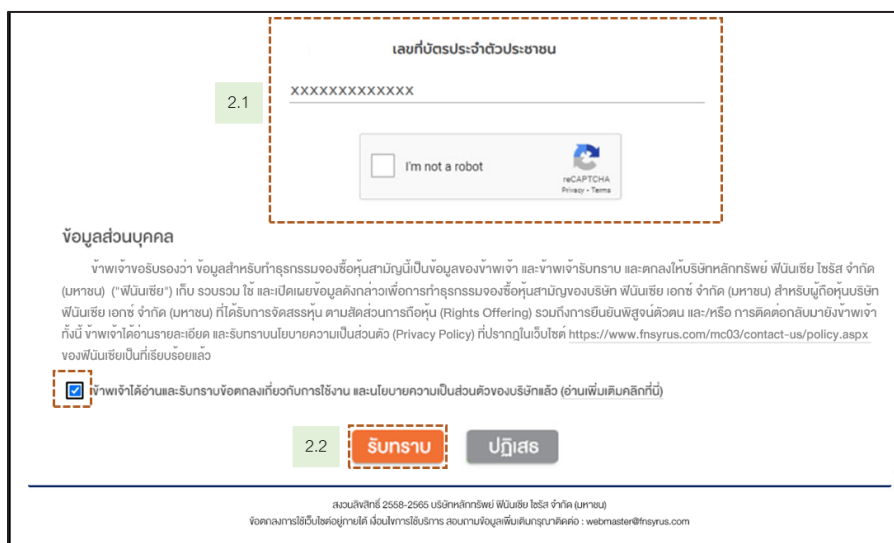 เลขที่บัตรประจำตัวประชาชน
2.1
xxxxxxxxxxxxx
I'm not a robot
reCAPTCHA
Privacy - Terms
ข้อมูลส่วนบุคคล
ข้าพเจ้าขอรับรองว่า ข้อมูลสำหรับทำธุรกรรมจองซื้อหุ้นสามัญนี้เป็นข้อมูลของข้าพเจ้า และข้าพเจ้ารับทราบ และตกลงให้บริษัทหลักทรัพย์ ฟินันเซีย ไซรัส จำกัด
(มหาชน) ("ฟินันเซีย") เก็บ รวบรวม ใช้ และเปิดเผยข้อมูลดังกล่าวเพื่อการทำธุรกรรมจองซื้อหุ้นสามัญของบริษัท ฟินันเซีย เอกซ์ จำกัด (มหาชน) สำหรับผู้ถือหุ้นบริษัท
ฟินันเซีย เอกซ์ จำกัด (มหาชน) ที่ได้รับการจัดสรรหุ้น ตามสัดส่วนการถือหุ้น (Rights Offering) รวมถึงการยืนยันพิสูจน์ตัวตน และ/หรือ การติดต่อกลับมายังข้าพเจ้า
ทั้งนี้ ข้าพเจ้าได้อ่านรายละเอียด และรับทราบนโยบายความเป็นส่วนตัว (Privacy Policy) ที่ปรากฏในเว็บไซต์ https://www.fnsyrus.com/mc03/contact-us/policy.aspx
ของฟินันเซียเป็นที่เรียบร้อยแล้ว
ข้าพเจ้าได้อ่านและรับทราบข้อตกลงเกี่ยวกับการใช้งาน และนโยบายความเป็นส่วนตัวของบริษัทแล้ว (อ่านเพิ่มเติมคลิกที่นี่)
2.2 รับทราบ ปฏิเสธ
สงวนลิขสิทธิ์ 2558-2565 บริษัทหลักทรัพย์ ฟินันเซีย ไซรัส จำกัด (มหาชน)
ข้อตกลงการใช้เว็บไซต์อยู่ภายใต้ เงื่อนไขการใช้บริการ สอบถามข้อมูลเพิ่มเติมกรุณาติดต่อ : webmaster@fnsyrus.com